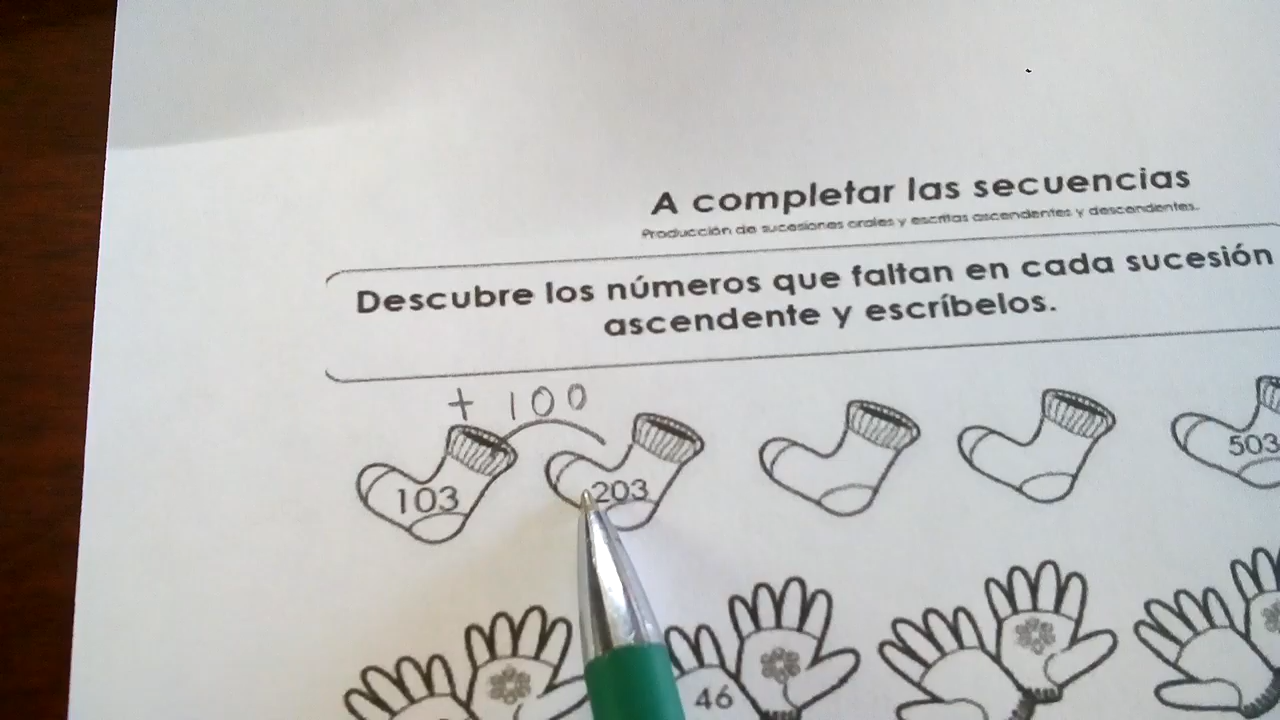 A completar las secuencias
Producción de sucesiones orales y escritas ascendentes y descendentes.
Descubre los números que faltan en cada sucesión
ascendente y escríbelos.
+ 100
103 203 503
46